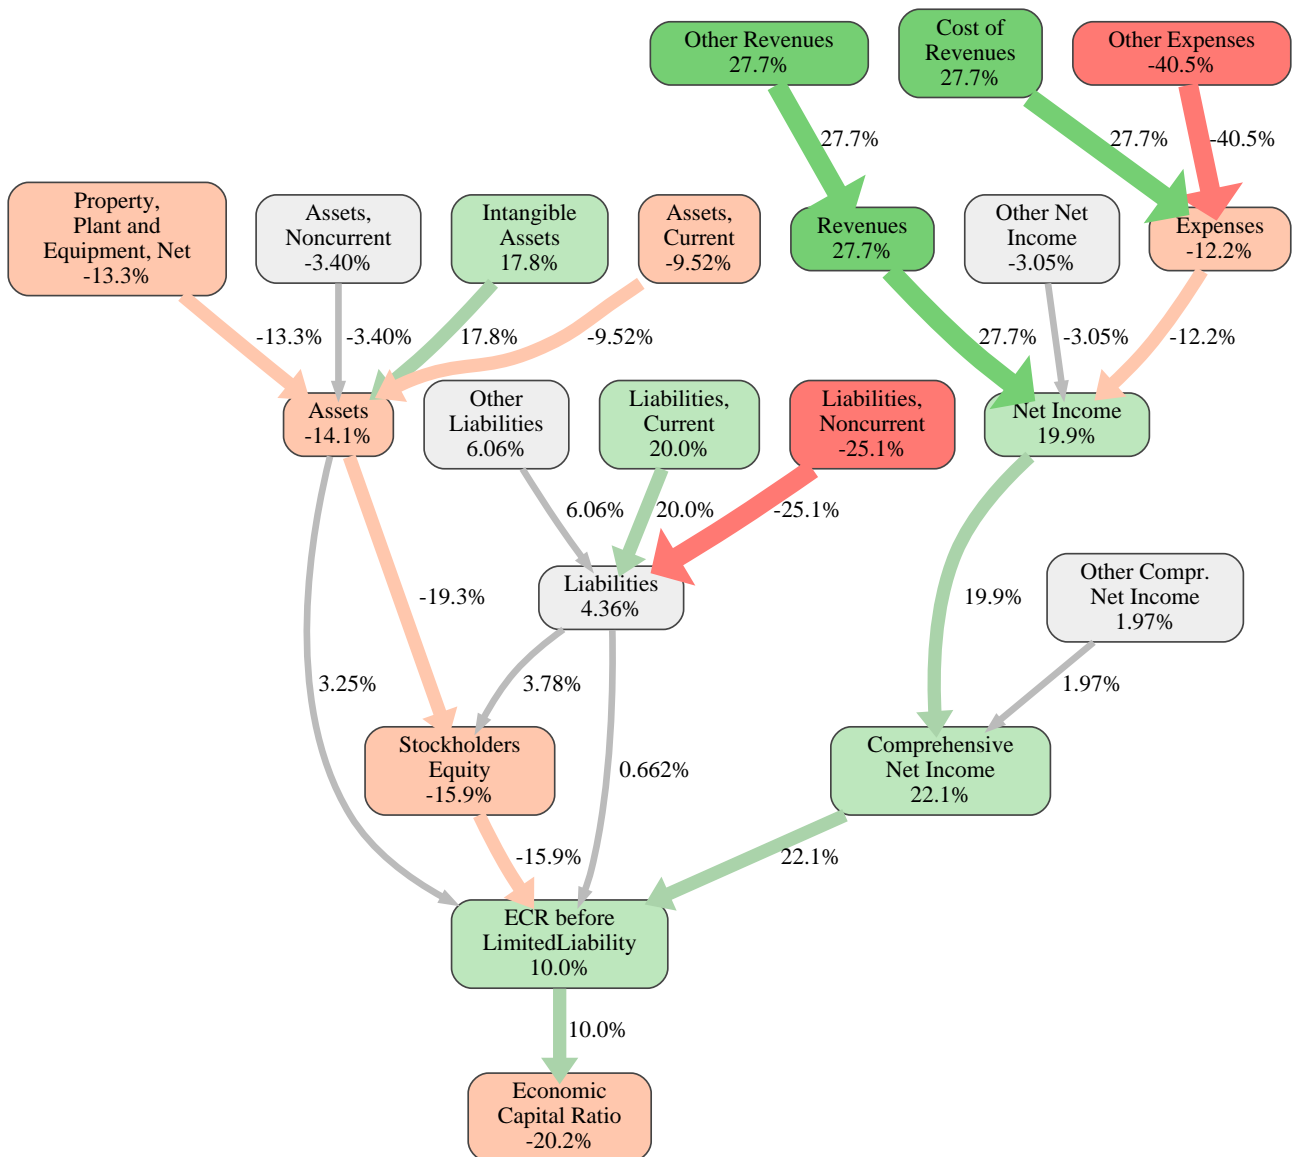 Other Revenues
27.7%
Cost of
Revenues
27.7%
Other Expenses
-40.5%
27.7%
27.7%
-40.5%
Property,
Plant and
Equipment, Net
-13.3%
Assets,
Noncurrent
-3.40%
Intangible
Assets
17.8%
Assets,
Current
-9.52%
Revenues
27.7%
Other Net
Income
-3.05%
Expenses
-12.2%
-13.3%
-3.40%
17.8%
-9.52%
27.7%
-3.05%
-12.2%
Assets
-14.1%
Other
Liabilities
6.06%
Liabilities,
Current
20.0%
Liabilities,
Noncurrent
-25.1%
Net Income
19.9%
6.06%
20.0%
-25.1%
Liabilities
4.36%
Other Compr.
Net Income
1.97%
-19.3%
19.9%
3.25%
3.78%
1.97%
Stockholders
Equity
-15.9%
0.662%
Comprehensive
Net Income
22.1%
-15.9%
22.1%
ECR before
LimitedLiability
10.0%
10.0%
Economic
Capital Ratio
-20.2%